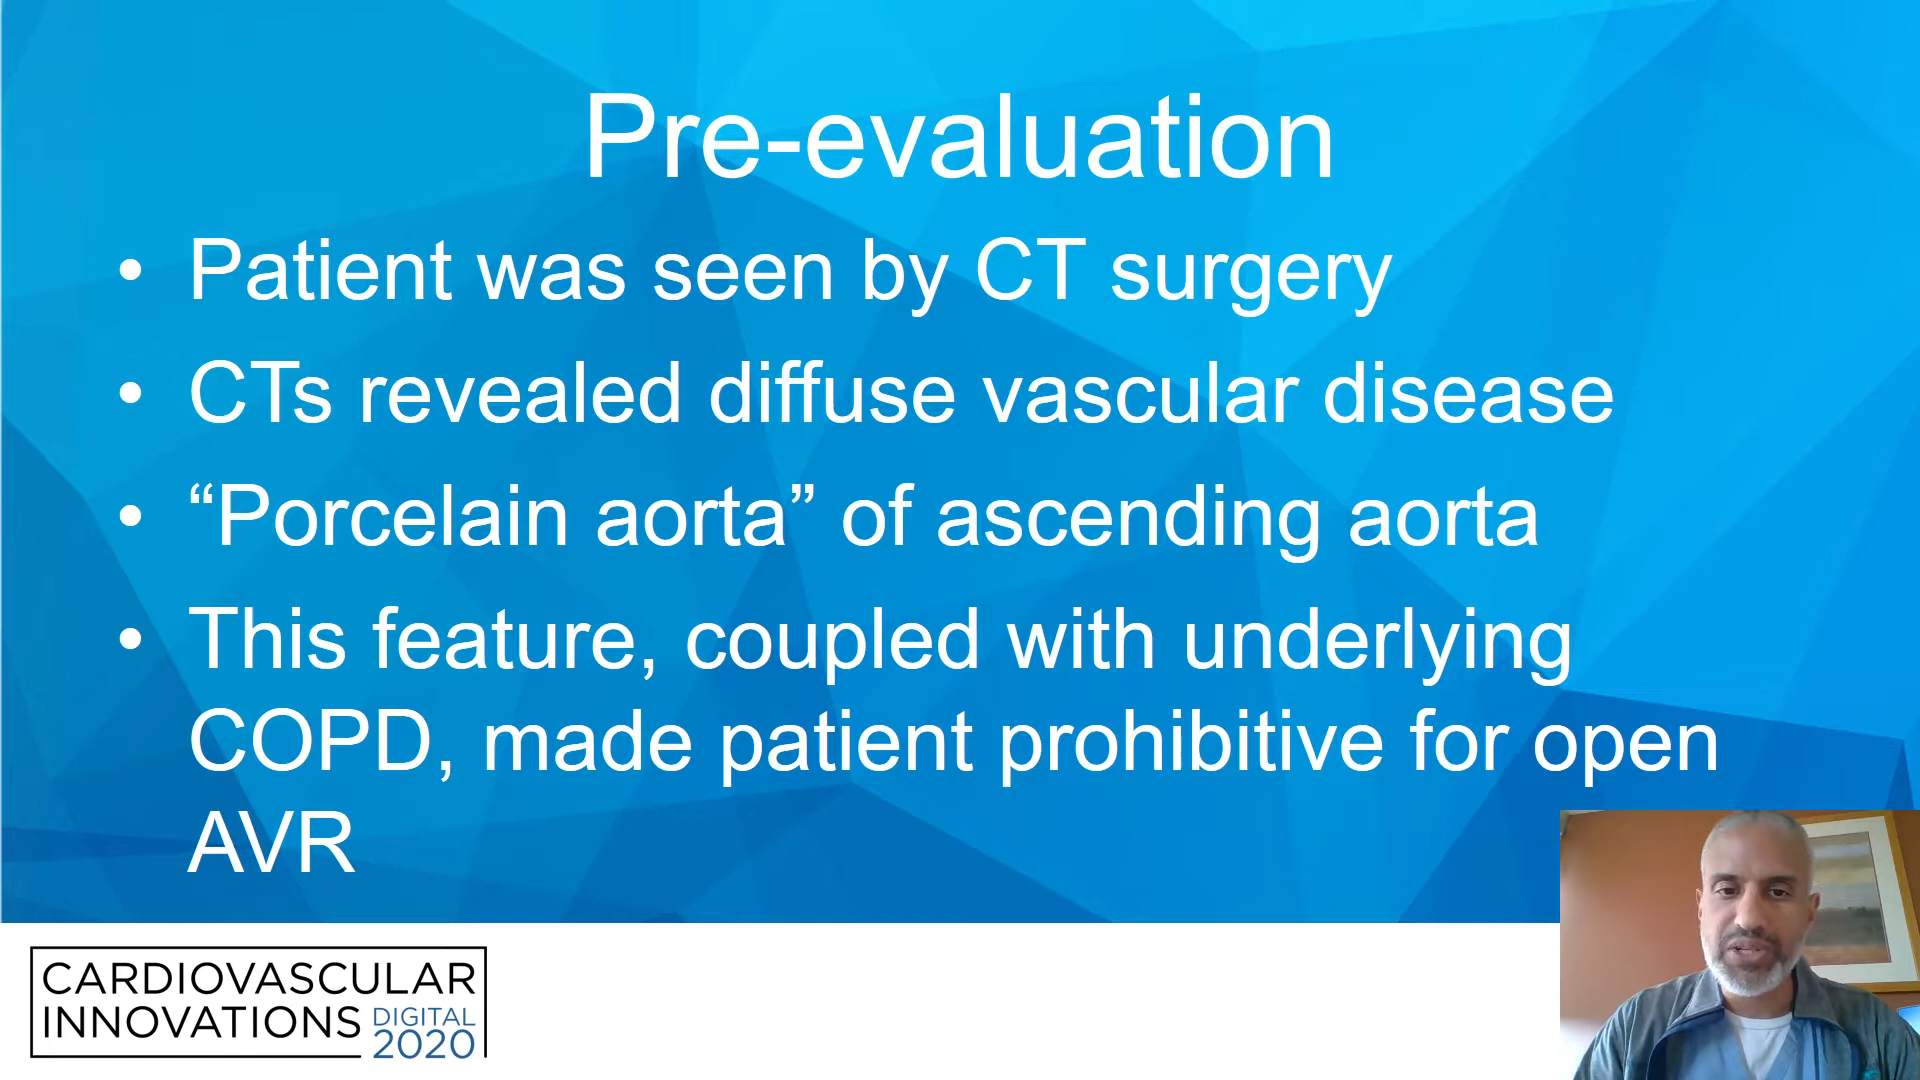 Pre-evaluation
• Patient was seen by CT surgery
• CTs revealed diffuse vascular disease
• “Porcelain aorta” of ascending aorta
• This feature, coupled with underlying
COPD, made patient prohibitive for open
AVR
CARDIOVASCULAR
INNOVATIONS DIGITAL
2020